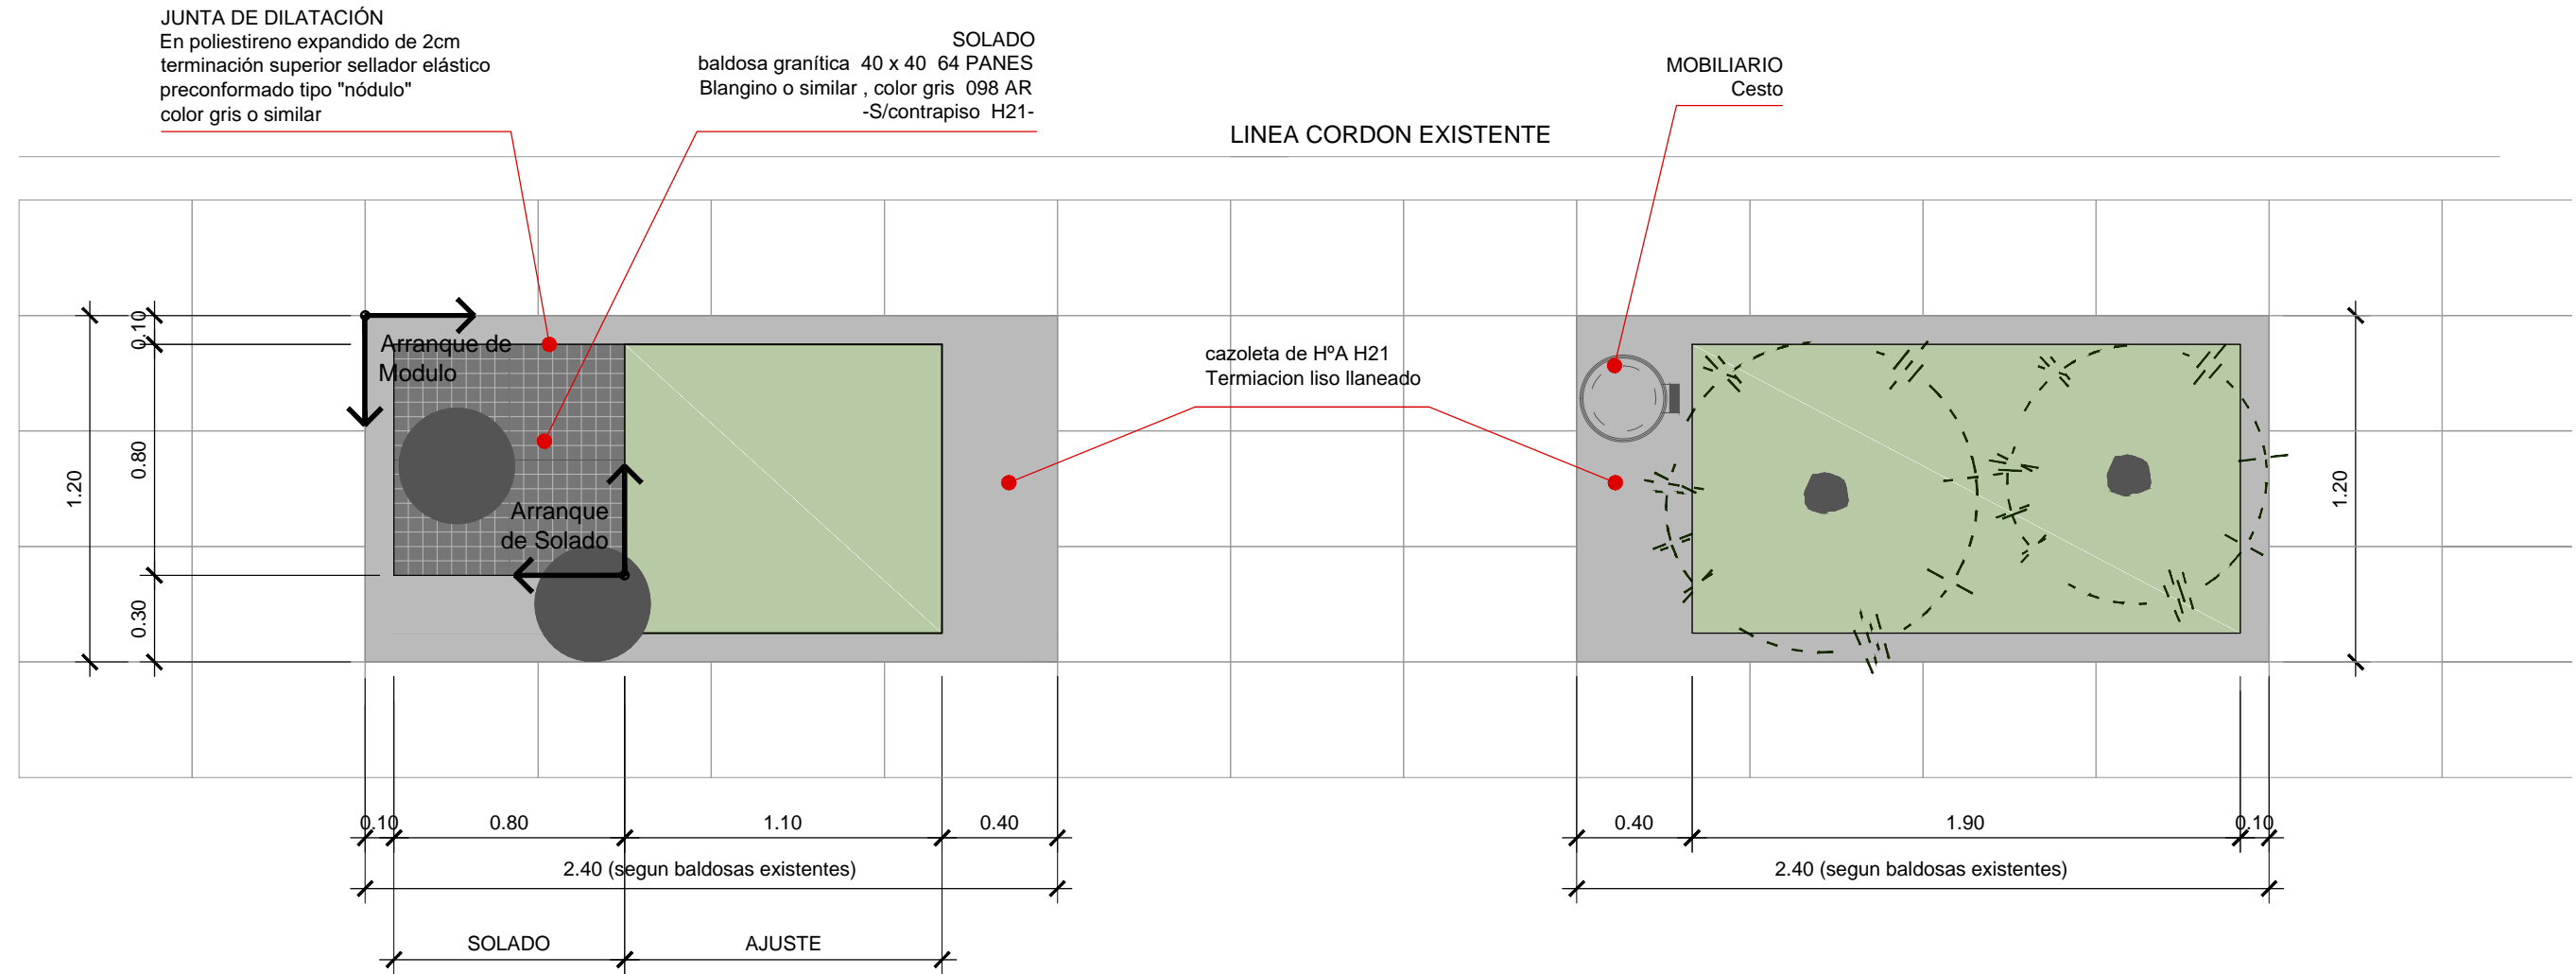 JUNTA DE DILATACIÓN
En poliestireno expandido de 2cm
terminación superior sellador elástico
preconformado tipo "nódulo"
color gris o similar
SOLADO
baldosa granítica 40 x 40 64 PANES
Blangino o similar , color gris 098 AR
-S/contrapiso H21-
MOBILIARIO
Cesto
LINEA CORDON EXISTENTE
Arranque de
Modulo
Arranque
de Solado
cazoleta de HºA H21
Termiacion liso llaneado
0.10
0.80
0.30
1.20
1.20
0.10
0.80
1.10
0.40
2.40 (segun baldosas existentes)
SOLADO
AJUSTE
0.40
1.90
0.10
2.40 (segun baldosas existentes)